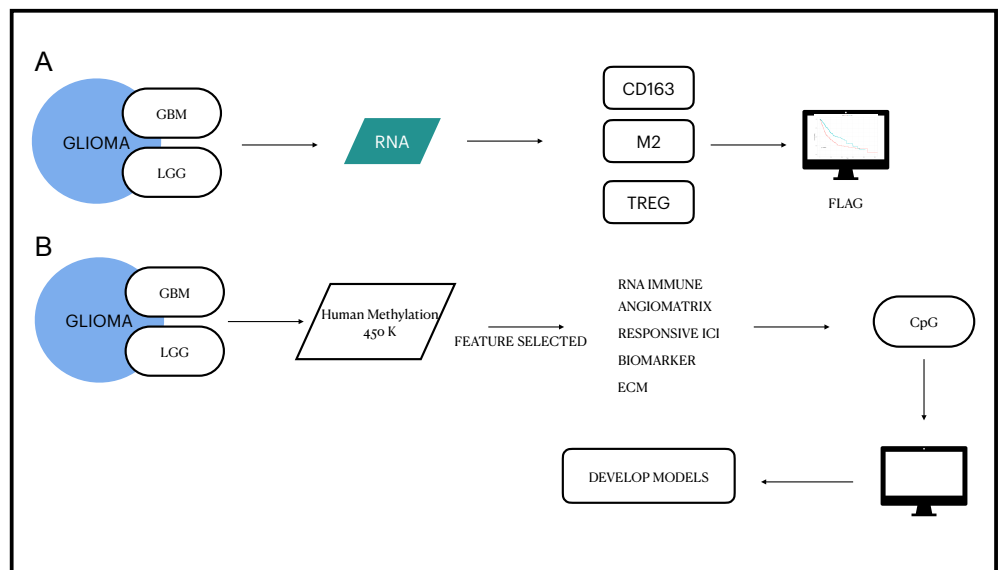 A
GLIOMA
GBM
LGG
RNA
CD163
M2
TREG
FLAG
B
GLIOMA
GBM
LGG
Human Methylation
450 K
FEATURE SELECTED
RNA IMMUNE
ANGIOMATRIX
RESPONSIVE ICI
BIOMARKER
ECM
CpG
DEVELOP MODELS